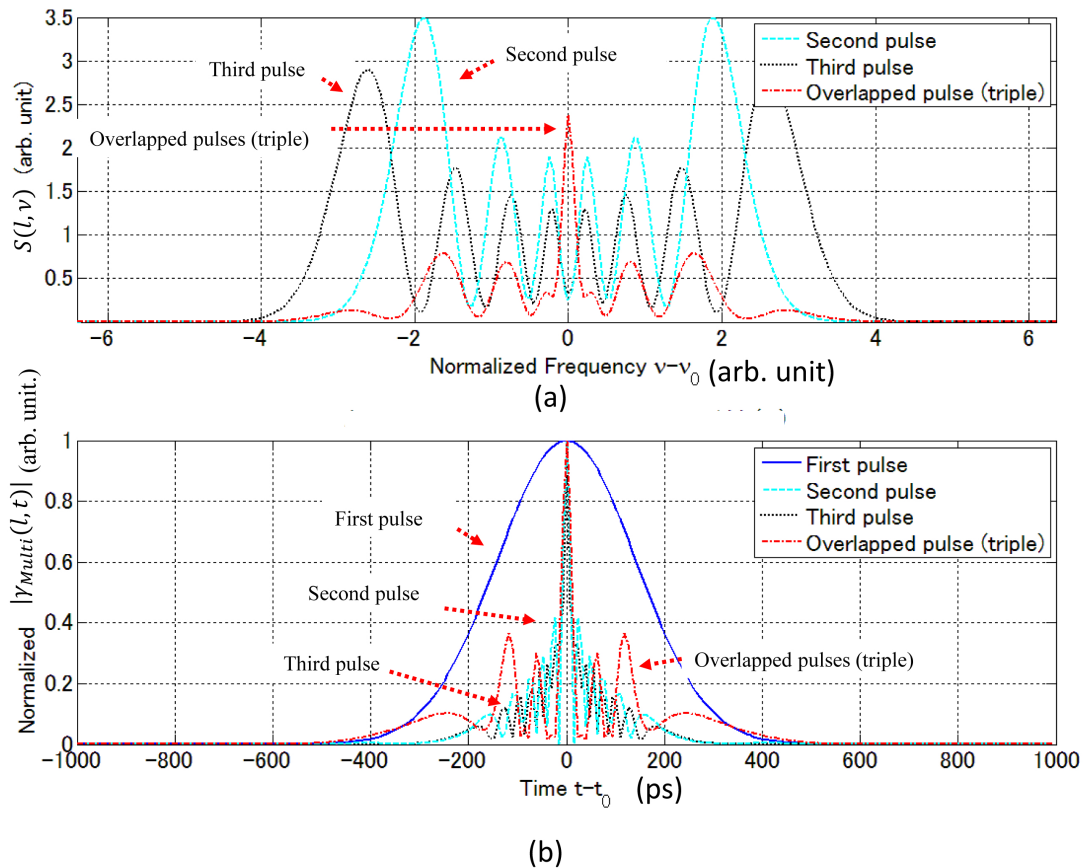 3.5
3
2.5
2
1.5
1
0.5
S(l, ν) (arb. unit)
Third pulse
Second pulse
Overlapped pulses (triple)
Second pulse
Third pulse
Overlapped pulse (triple)
−6 −4 −2 0 2 4 6
Normalized Frequency ν−ν0 (arb. unit)
(a)
1
0.8
0.6
0.4
0.2
0
Normalized |γMulti(l, t)| (arb. unit.)
First pulse
Second pulse
Third pulse
Overlapped pulses (triple)
First pulse
Second pulse
Third pulse
Overlapped pulse (triple)
−1000 −800 −600 −400 −200 0 200 400 600 800 1000
Time t−t0 (ps)
(b)